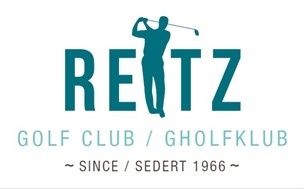 REITZ
GOLF CLUB / GHOLFKLUB
~ SINCE / SEDERT 1966 ~